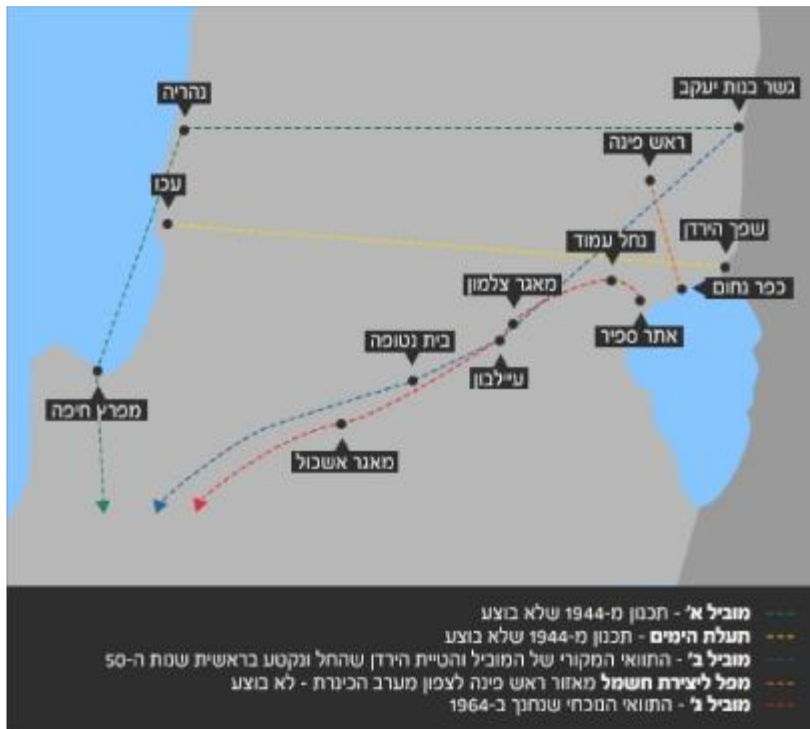 נהריה
גשר בנות יעקב
ראש פינה
עכו
נחל עמוד
שפך הירדן
מאגר צלמון
כפר נחום
אתר ספיר
בית נטופה
עיילבון
מפרץ חיפה
מאגר אשכול
מוביל א' - תכנון מ-1944 שלא בוצע
תעלת הימים - תכנון מ-1944 שלא בוצע
מוביל ב' - התוואי המקורי של המוביל והטיית הירדן שהחל ונקטע בראשית שנות ה-50
מפל ליצירת חשמל מאזור ראש פינה לצפון מערב הכינרת - לא בוצע
מוביל ג' - התוואי הנוכחי שנחנך ב-1964